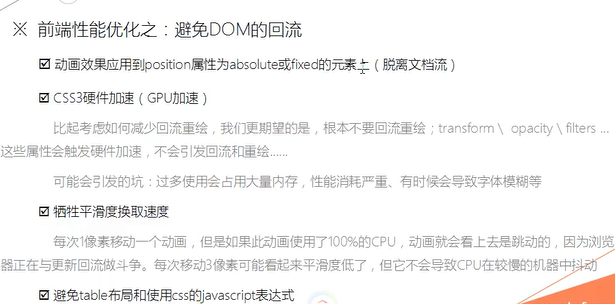 ※ 前端性能优化之：避免DOM的回流
☑ 动画效果应用到position属性为absolute或fixed的元素上（脱离文档流）
☑ CSS3硬件加速（GPU加速）
比起考虑如何减少回流重绘，我们更期望的是，根本不要回流重绘；transform \ opacity \ filters ...
这些属性会触发硬件加速，不会引发回流和重绘......
可能会引发的坑：过多使用会占用大量内存，性能消耗严重、有时候会导致字体模糊等
☑ 牺牲平滑度换取速度
每次1像素移动一个动画，但是如果此动画使用了100%的CPU，动画就会看上去是跳动的，因为浏览
器正在与更新回流做斗争。每次移动3像素可能看起来平滑度低了，但它不会导致CPU在较慢的机器中抖动
☑ 避免table布局和使用css的javascript表达式